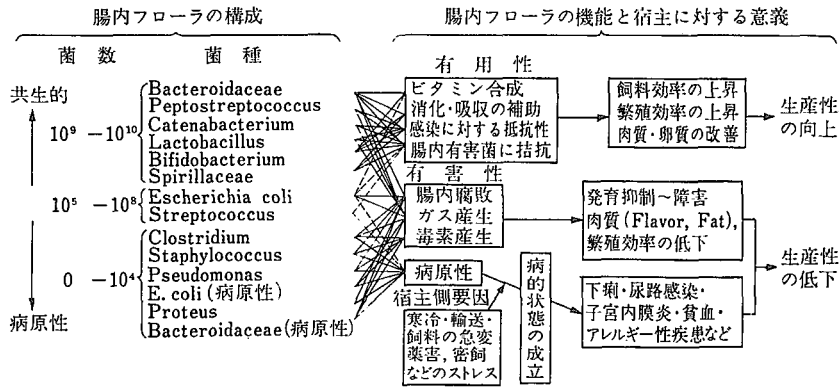 腸内フローラの構成
菌数 菌種
共生的
病原性
10⁹ −10¹⁰
Bacteroidaceae
Peptostreptococcus
Catenabacterium
Lactobacillus
Bifidobacterium
Spirillaceae
10⁵ −10⁸
Escherichia coli
Streptococcus
0 −10⁴
Clostridium
Staphylococcus
Pseudomonas
E. coli (病原性)
Proteus
Bacteroidaceae (病原性)
腸内フローラの機能と宿主に対する意義
有用性
ビタミン合成
消化・吸収の補助
感染に対する抵抗性
腸内有害菌に拮抗
飼料効率の上昇
繁殖効率の上昇
肉質・卵質の改善
生産性
の向上
有害性
腸内腐敗
ガス産生
毒素産生
発育抑制〜障害
肉質 (Flavor, Fat),
繁殖効率の低下
病原性
宿主側要因
寒冷・輸送・
飼料の急変
薬害, 密飼
などのストレス
病的状態の成立
下痢・尿路感染・
子宮内膜炎・貧血・
アレルギー性疾患など
生産性
の低下